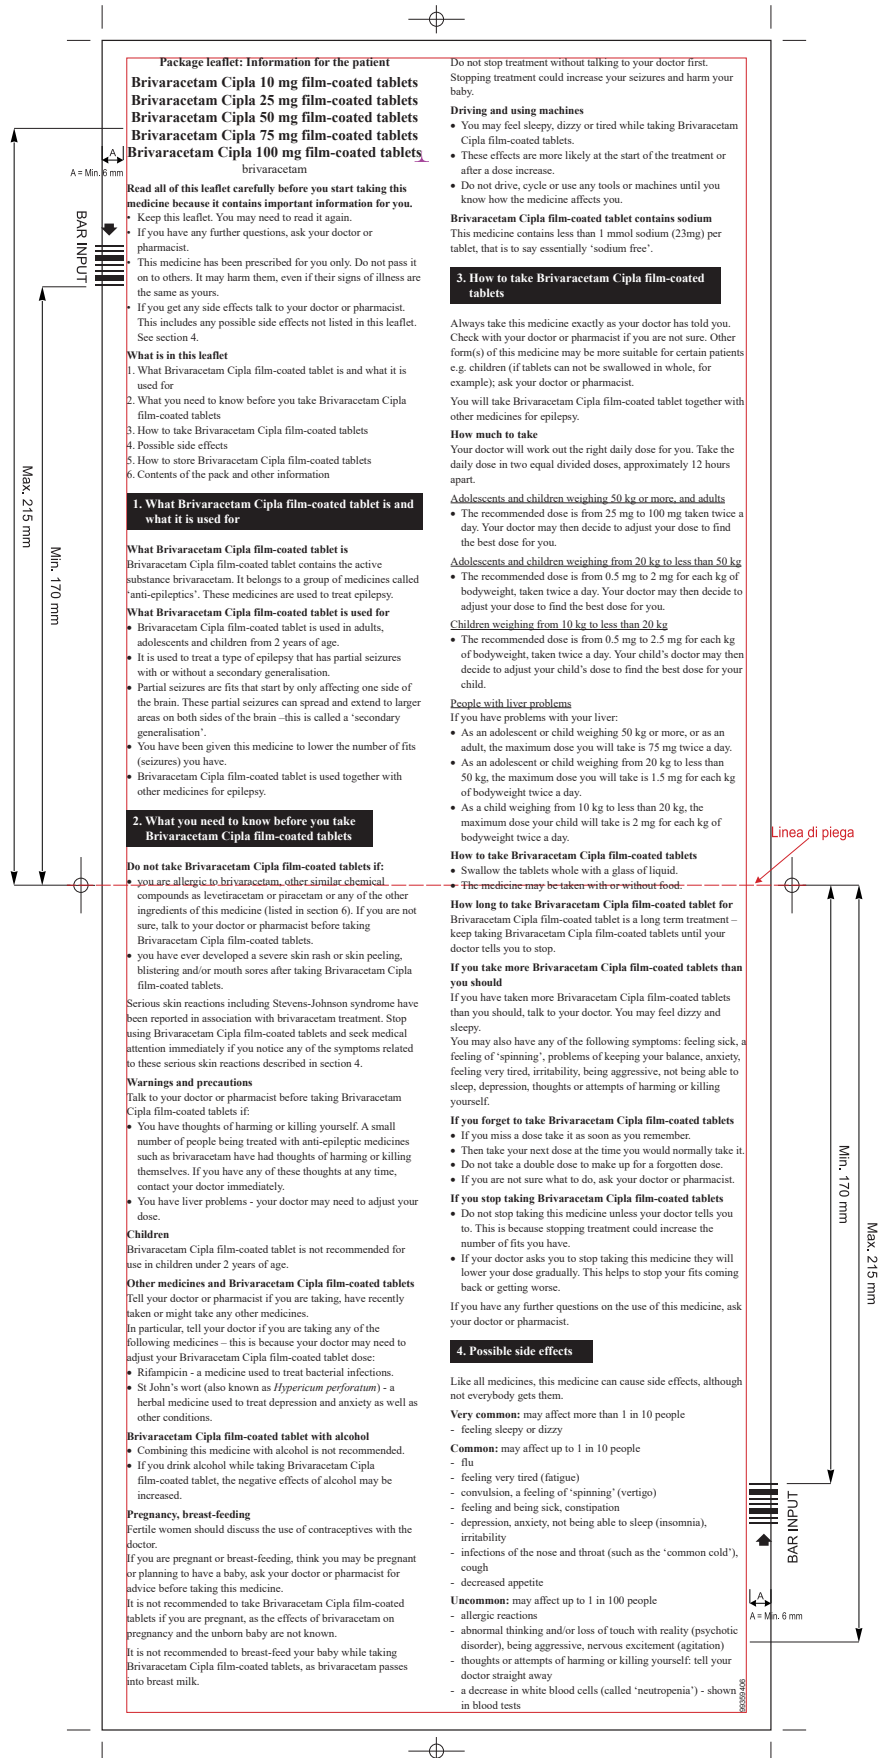 Package leaflet: Information for the patient
Brivaracetam Cipla 10 mg film-coated tablets
Brivaracetam Cipla 25 mg film-coated tablets
Brivaracetam Cipla 50 mg film-coated tablets
Brivaracetam Cipla 75 mg film-coated tablets
Brivaracetam Cipla 100 mg film-coated tablets
brivaracetam
Read all of this leaflet carefully before you start taking this
medicine because it contains important information for you.
• Keep this leaflet. You may need to read it again.
• If you have any further questions, ask your doctor or
pharmacist.
• This medicine has been prescribed for you only. Do not pass it
on to others. It may harm them, even if their signs of illness are
the same as yours.
• If you get any side effects talk to your doctor or pharmacist.
This includes any possible side effects not listed in this leaflet.
See section 4.
What is in this leaflet
1. What Brivaracetam Cipla film-coated tablet is and what it is
used for
2. What you need to know before you take Brivaracetam Cipla
film-coated tablets
3. How to take Brivaracetam Cipla film-coated tablets
4. Possible side effects
5. How to store Brivaracetam Cipla film-coated tablets
6. Contents of the pack and other information
1. What Brivaracetam Cipla film-coated tablet is and
what it is used for
What Brivaracetam Cipla film-coated tablet is
Brivaracetam Cipla film-coated tablet contains the active
substance brivaracetam. It belongs to a group of medicines called
‘anti-epileptics’. These medicines are used to treat epilepsy.
What Brivaracetam Cipla film-coated tablet is used for
• Brivaracetam Cipla film-coated tablet is used in adults,
adolescents and children from 2 years of age.
• It is used to treat a type of epilepsy that has partial seizures
with or without a secondary generalisation.
• Partial seizures are fits that start by only affecting one side of
the brain. These partial seizures can spread and extend to larger
areas on both sides of the brain –this is called a ‘secondary
generalisation’.
• You have been given this medicine to lower the number of fits
(seizures) you have.
• Brivaracetam Cipla film-coated tablet is used together with
other medicines for epilepsy.
2. What you need to know before you take
Brivaracetam Cipla film-coated tablets
Do not take Brivaracetam Cipla film-coated tablets if:
• you are allergic to brivaracetam, other similar chemical
compounds as levetiracetam or piracetam or any of the other
ingredients of this medicine (listed in section 6). If you are not
sure, talk to your doctor or pharmacist before taking
Brivaracetam Cipla film-coated tablets.
• you have ever developed a severe skin rash or skin peeling,
blistering and/or mouth sores after taking Brivaracetam Cipla
film-coated tablets.
Serious skin reactions including Stevens-Johnson syndrome have
been reported in association with brivaracetam treatment. Stop
using Brivaracetam Cipla film-coated tablets and seek medical
attention immediately if you notice any of the symptoms related
to these serious skin reactions described in section 4.
Warnings and precautions
Talk to your doctor or pharmacist before taking Brivaracetam
Cipla film-coated tablets if:
• You have thoughts of harming or killing yourself. A small
number of people being treated with anti-epileptic medicines
such as brivaracetam have had thoughts of harming or killing
themselves. If you have any of these thoughts at any time,
contact your doctor immediately.
• You have liver problems - your doctor may need to adjust your
dose.
Children
Brivaracetam Cipla film-coated tablet is not recommended for
use in children under 2 years of age.
Other medicines and Brivaracetam Cipla film-coated tablets
Tell your doctor or pharmacist if you are taking, have recently
taken or might take any other medicines.
In particular, tell your doctor if you are taking any of the
following medicines – this is because your doctor may need to
adjust your Brivaracetam Cipla film-coated tablet dose:
• Rifampicin - a medicine used to treat bacterial infections.
• St John’s wort (also known as Hypericum perforatum) - a
herbal medicine used to treat depression and anxiety as well as
other conditions.
Brivaracetam Cipla film-coated tablet with alcohol
• Combining this medicine with alcohol is not recommended.
• If you drink alcohol while taking Brivaracetam Cipla
film-coated tablet, the negative effects of alcohol may be
increased.
Pregnancy, breast-feeding
Fertile women should discuss the use of contraceptives with the
doctor.
If you are pregnant or breast-feeding, think you may be pregnant
or planning to have a baby, ask your doctor or pharmacist for
advice before taking this medicine.
It is not recommended to take Brivaracetam Cipla film-coated
tablets if you are pregnant, as the effects of brivaracetam on
pregnancy and the unborn baby are not known.
It is not recommended to breast-feed your baby while taking
Brivaracetam Cipla film-coated tablets, as brivaracetam passes
into breast milk.
Do not stop treatment without talking to your doctor first.
Stopping treatment could increase your seizures and harm your
baby.
Driving and using machines
• You may feel sleepy, dizzy or tired while taking Brivaracetam
Cipla film-coated tablets.
• These effects are more likely at the start of the treatment or
after a dose increase.
• Do not drive, cycle or use any tools or machines until you
know how the medicine affects you.
Brivaracetam Cipla film-coated tablet contains sodium
This medicine contains less than 1 mmol sodium (23mg) per
tablet, that is to say essentially ‘sodium free’.
3. How to take Brivaracetam Cipla film-coated
tablets
Always take this medicine exactly as your doctor has told you.
Check with your doctor or pharmacist if you are not sure. Other
form(s) of this medicine may be more suitable for certain patients
e.g. children (if tablets can not be swallowed in whole, for
example); ask your doctor or pharmacist.
You will take Brivaracetam Cipla film-coated tablet together with
other medicines for epilepsy.
How much to take
Your doctor will work out the right daily dose for you. Take the
daily dose in two equal divided doses, approximately 12 hours
apart.
Adolescents and children weighing 50 kg or more, and adults
• The recommended dose is from 25 mg to 100 mg taken twice a
day. Your doctor may then decide to adjust your dose to find
the best dose for you.
Adolescents and children weighing from 20 kg to less than 50 kg
• The recommended dose is from 0.5 mg to 2 mg for each kg of
bodyweight, taken twice a day. Your doctor may then decide to
adjust your dose to find the best dose for you.
Children weighing from 10 kg to less than 20 kg
• The recommended dose is from 0.5 mg to 2.5 mg for each kg
of bodyweight, taken twice a day. Your child’s doctor may then
decide to adjust your child’s dose to find the best dose for your
child.
People with liver problems
If you have problems with your liver:
• As an adolescent or child weighing 50 kg or more, or as an
adult, the maximum dose you will take is 75 mg twice a day.
• As an adolescent or child weighing from 20 kg to less than
50 kg, the maximum dose you will take is 1.5 mg for each kg
of bodyweight twice a day.
• As a child weighing from 10 kg to less than 20 kg, the
maximum dose your child will take is 2 mg for each kg of
bodyweight twice a day.
How to take Brivaracetam Cipla film-coated tablets
• Swallow the tablets whole with a glass of liquid.
• The medicine may be taken with or without food.
How long to take Brivaracetam Cipla film-coated tablet for
Brivaracetam Cipla film-coated tablet is a long term treatment –
keep taking Brivaracetam Cipla film-coated tablets until your
doctor tells you to stop.
If you take more Brivaracetam Cipla film-coated tablets than
you should
If you have taken more Brivaracetam Cipla film-coated tablets
than you should, talk to your doctor. You may feel dizzy and
sleepy.
You may also have any of the following symptoms: feeling sick, a
feeling of ‘spinning’, problems of keeping your balance, anxiety,
feeling very tired, irritability, being aggressive, not being able to
sleep, depression, thoughts or attempts of harming or killing
yourself.
If you forget to take Brivaracetam Cipla film-coated tablets
• If you miss a dose take it as soon as you remember.
• Then take your next dose at the time you would normally take it.
• Do not take a double dose to make up for a forgotten dose.
• If you are not sure what to do, ask your doctor or pharmacist.
If you stop taking Brivaracetam Cipla film-coated tablets
• Do not stop taking this medicine unless your doctor tells you
to. This is because stopping treatment could increase the
number of fits you have.
• If your doctor asks you to stop taking this medicine they will
lower your dose gradually. This helps to stop your fits coming
back or getting worse.
If you have any further questions on the use of this medicine, ask
your doctor or pharmacist.
4. Possible side effects
Like all medicines, this medicine can cause side effects, although
not everybody gets them.
Very common: may affect more than 1 in 10 people
- feeling sleepy or dizzy
Common: may affect up to 1 in 10 people
- flu
- feeling very tired (fatigue)
- convulsion, a feeling of ‘spinning’ (vertigo)
- feeling and being sick, constipation
- depression, anxiety, not being able to sleep (insomnia),
irritability
- infections of the nose and throat (such as the ‘common cold’),
cough
- decreased appetite
Uncommon: may affect up to 1 in 100 people
- allergic reactions
- abnormal thinking and/or loss of touch with reality (psychotic
disorder), being aggressive, nervous excitement (agitation)
- thoughts or attempts of harming or killing yourself: tell your
doctor straight away
- a decrease in white blood cells (called ‘neutropenia’) - shown
in blood tests
99359406
A
A = Min. 6 mm
BAR INPUT
Max. 215 mm
Min. 170 mm
Linea di piega
Min. 170 mm
Max. 215 mm
BAR INPUT
A
A = Min. 6 mm